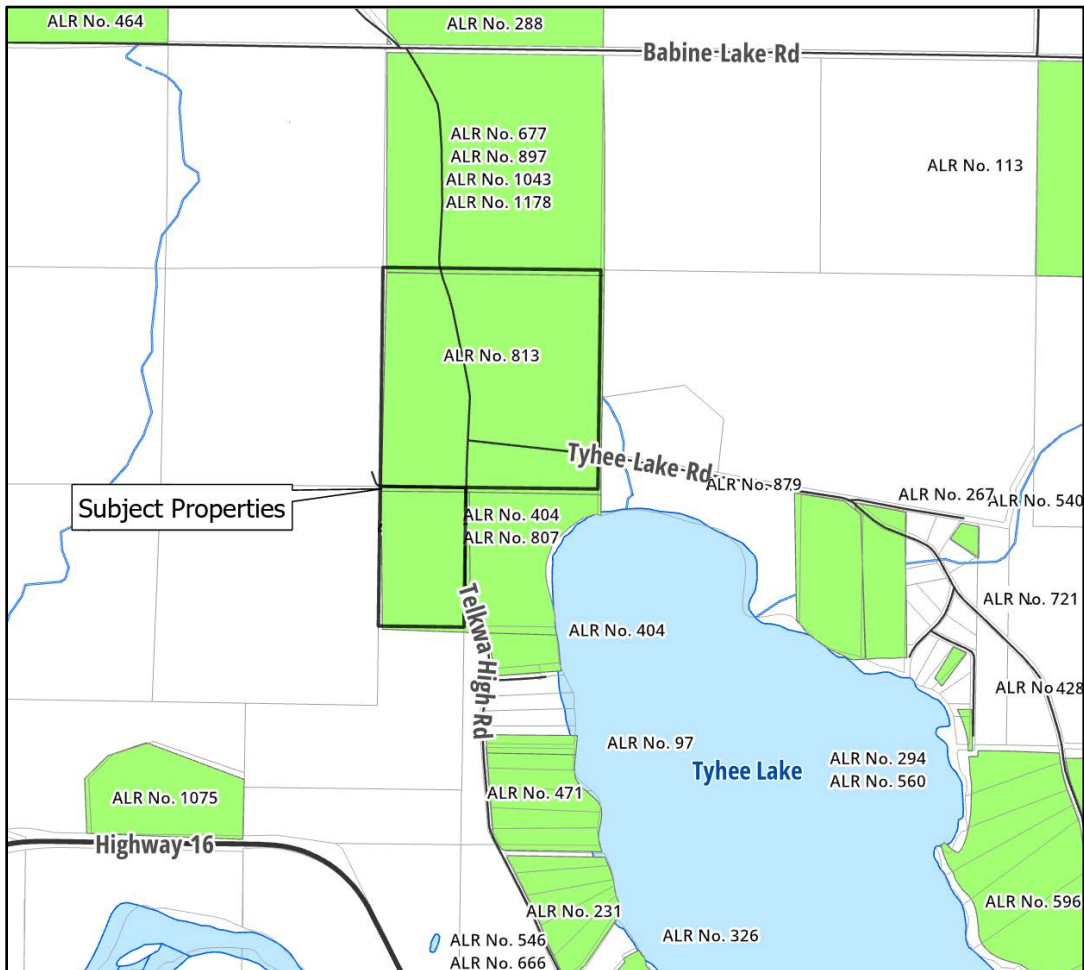 ALR No. 464
ALR No. 288
Babine Lake Rd
ALR No. 677
ALR No. 897
ALR No. 1043
ALR No. 1178
ALR No. 113
ALR No. 813
Tyhee Lake Rd
ALR No. 879
ALR No. 267
ALR No. 540
Subject Properties
ALR No. 404
ALR No. 807
Telkwa High Rd
ALR No. 404
ALR No. 721
ALR No 428
ALR No. 97
Tyhee Lake
ALR No. 294
ALR No. 560
ALR No. 471
ALR No. 1075
Highway 16
ALR No. 231
ALR No. 596
ALR No. 546
ALR No. 666
ALR No. 326